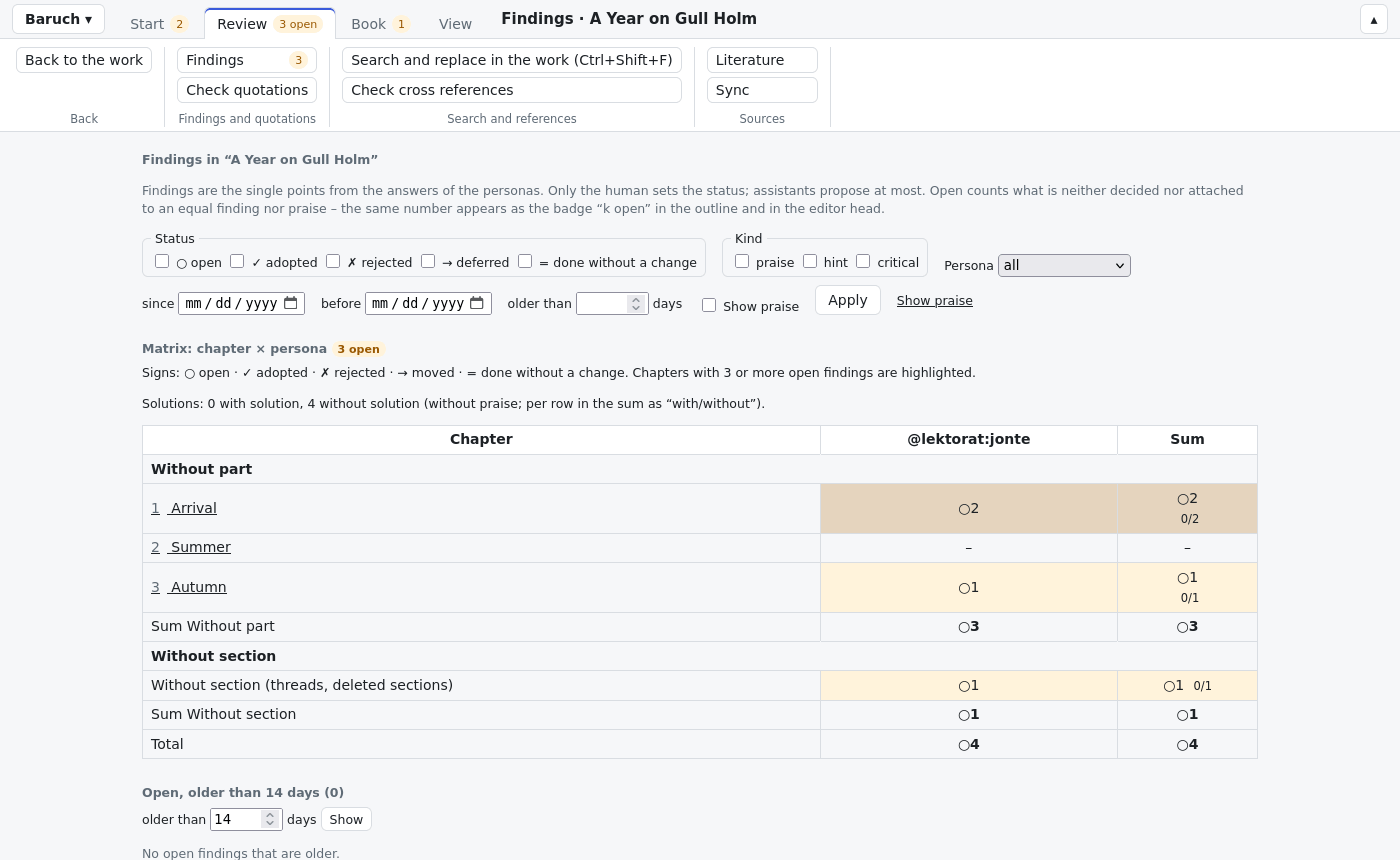 Baruch ▾
Start 2
Review 3 open
Book 1
View
Findings · A Year on Gull Holm
▴
Back to the work
Back
Findings 3
Check quotations
Findings and quotations
Search and replace in the work (Ctrl+Shift+F)
Check cross references
Search and references
Literature
Sync
Sources
Findings in “A Year on Gull Holm”
Findings are the single points from the answers of the personas. Only the human sets the status; assistants propose at most. Open counts what is neither decided nor attached
to an equal finding nor praise – the same number appears as the badge “k open” in the outline and in the editor head.
Status
○ open ✓ adopted ✗ rejected → deferred = done without a change
Kind
praise hint critical
Persona all
since mm/dd/yyyy before mm/dd/yyyy older than days Show praise Apply Show praise
Matrix: chapter × persona 3 open
Signs: ○ open · ✓ adopted · ✗ rejected · → moved · = done without a change. Chapters with 3 or more open findings are highlighted.
Solutions: 0 with solution, 4 without solution (without praise; per row in the sum as “with/without”).
Chapter @lektorat:jonte Sum
Without part
1 Arrival ○2 ○2
0/2
2 Summer – –
3 Autumn ○1 ○1
0/1
Sum Without part ○3 ○3
Without section
Without section (threads, deleted sections) ○1 ○1 0/1
Sum Without section ○1 ○1
Total ○4 ○4
Open, older than 14 days (0)
older than 14 days Show
No open findings that are older.